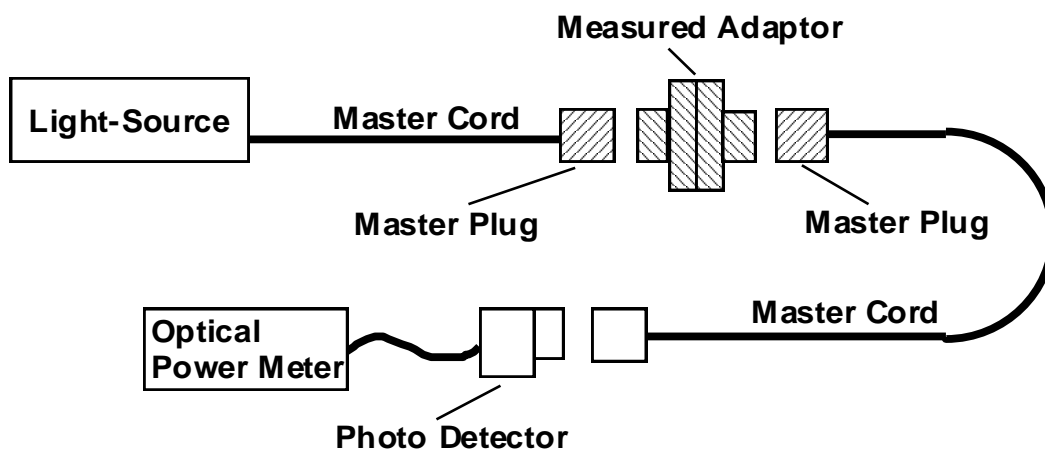 Measured Adaptor
Light-Source
Master Cord
Master Plug
Master Plug
Optical
Power Meter
Master Cord
Photo Detector